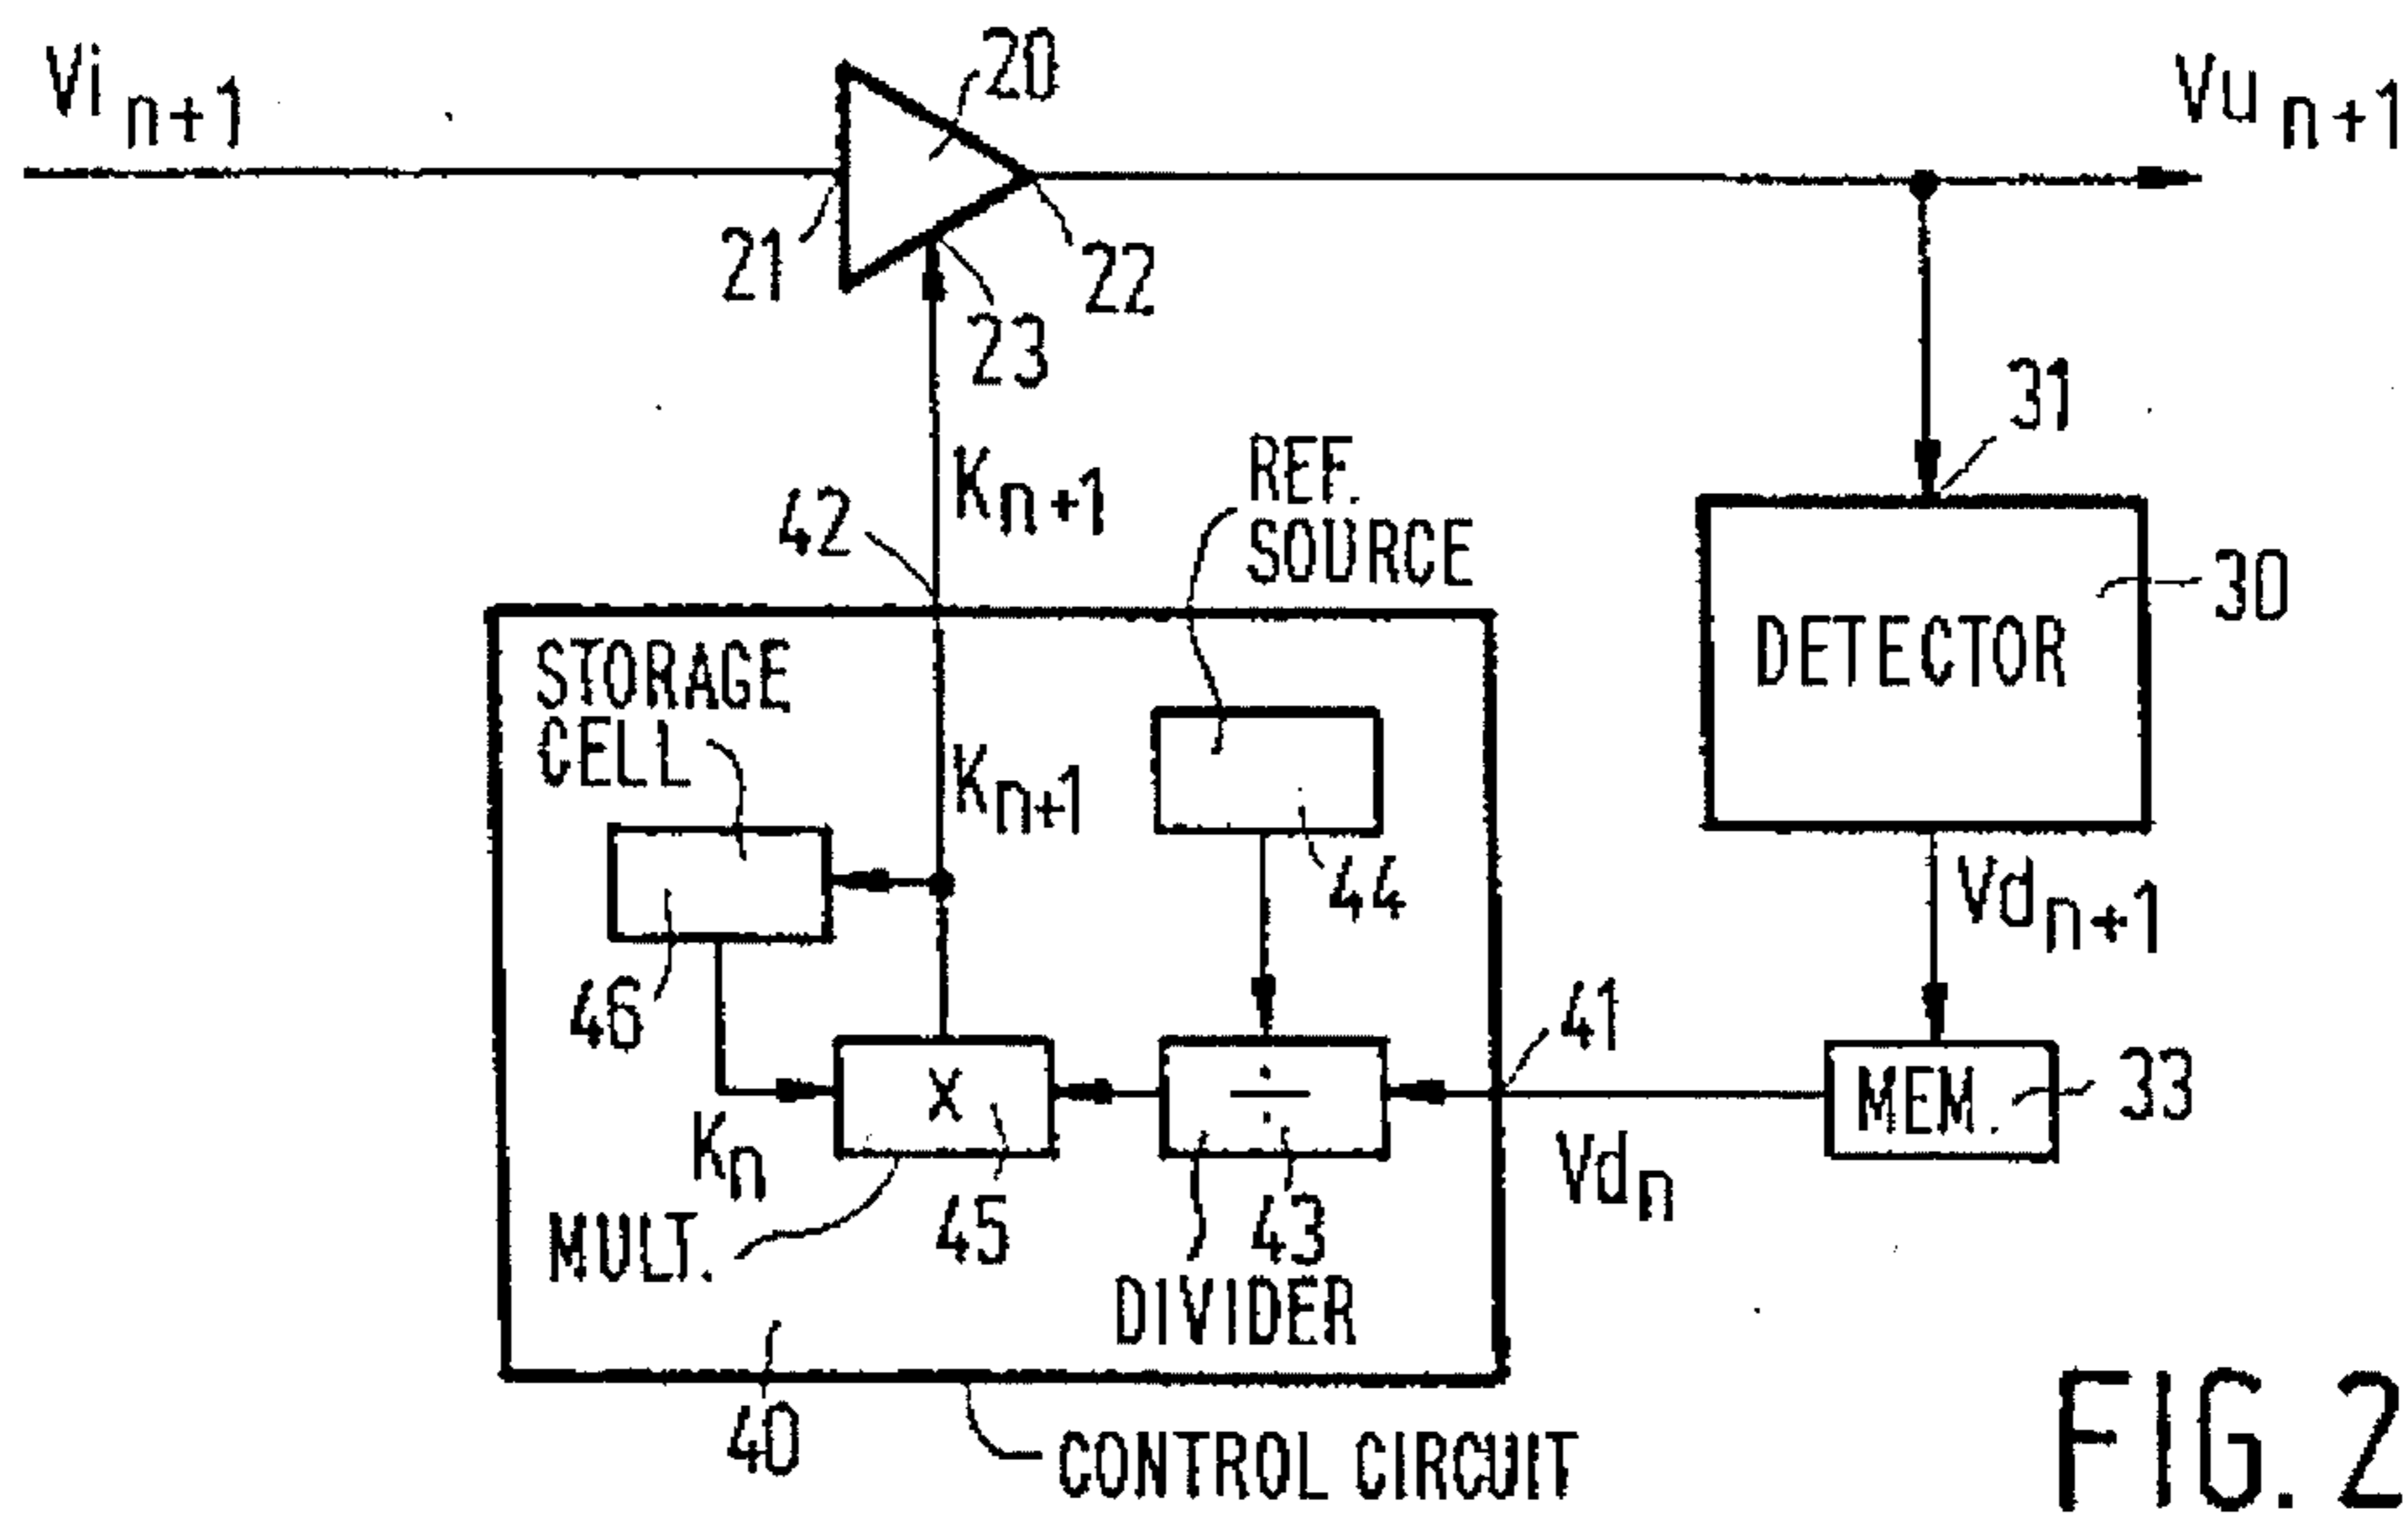 Vi n+1
20
Vu n+1
21
22
23
31
Kn+1
42
REF.
SOURCE
30
DETECTOR
STORAGE
CELL
Kn+1
44
Vdn+1
46
41
X
÷
MEM.
33
Kn
Vdn
45
43
MULT.
DIVIDER
40
CONTROL CIRCUIT
FIG. 2